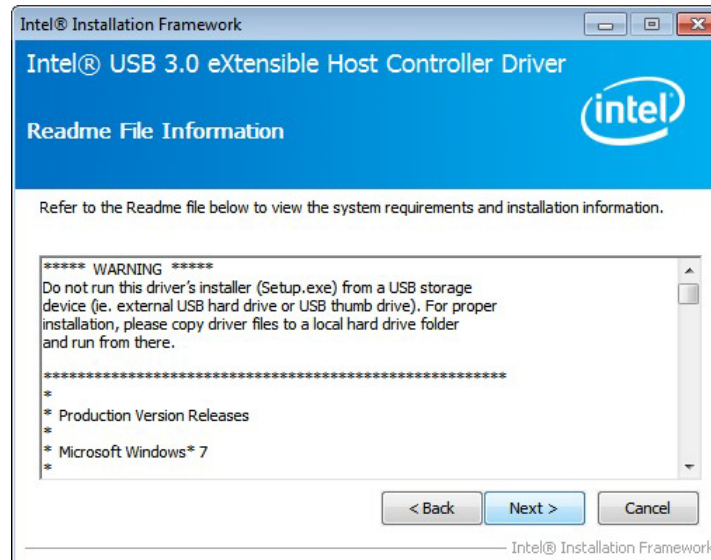 Intel® Installation Framework
Intel® USB 3.0 eXtensible Host Controller Driver
intel
Readme File Information
Refer to the Readme file below to view the system requirements and installation information.
***** WARNING *****
Do not run this driver's installer (Setup.exe) from a USB storage
device (ie. external USB hard drive or USB thumb drive). For proper
installation, please copy driver files to a local hard drive folder
and run from there.
*******************************************************
*
* Production Version Releases
*
* Microsoft Windows* 7
*
< Back
Next >
Cancel
Intel® Installation Framework